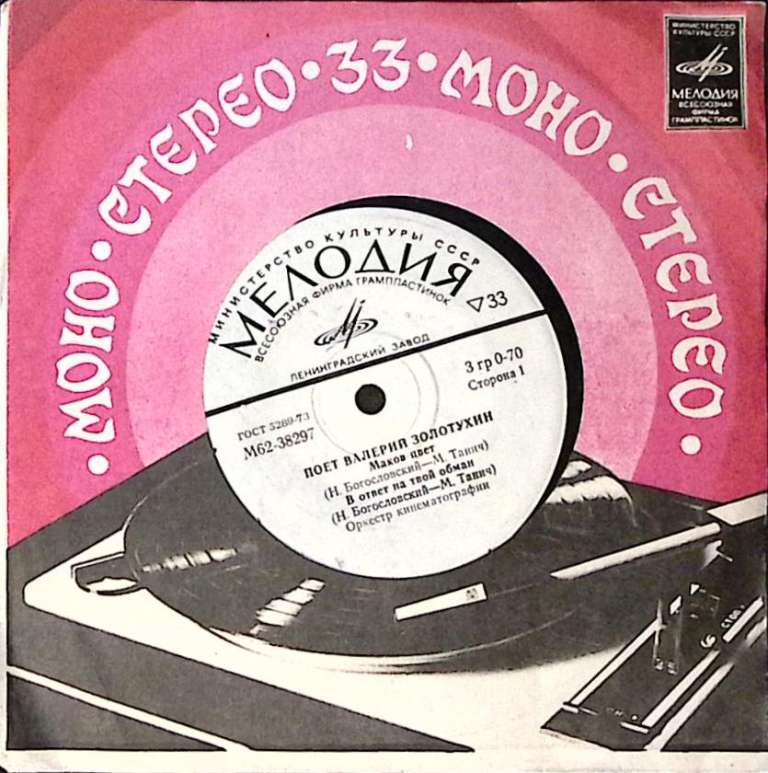 МОНО • СТЕРЕО • 33 • МОНО • СТЕРЕО •
МИНИСТЕРСТВО
КУЛЬТУРЫ СССР
МЕЛОДИЯ
ВСЕСОЮЗНАЯ
ФИРМА
ГРАМПЛАСТИНОК
МИНИСТЕРСТВО КУЛЬТУРЫ СССР
МЕЛОДИЯ
ВСЕСОЮЗНАЯ ФИРМА ГРАМПЛАСТИНОК
▽33
ЛЕНИНГРАДСКИЙ ЗАВОД
3 гр 0-70
Сторона 1
ГОСТ 5289-73
М62-38297
ПОЕТ ВАЛЕРИЙ ЗОЛОТУХИН
Маков цвет
(Н. Богословский—М. Танич)
В ответ на твой обман
(Н. Богословский—М. Танич)
Оркестр кинематографии